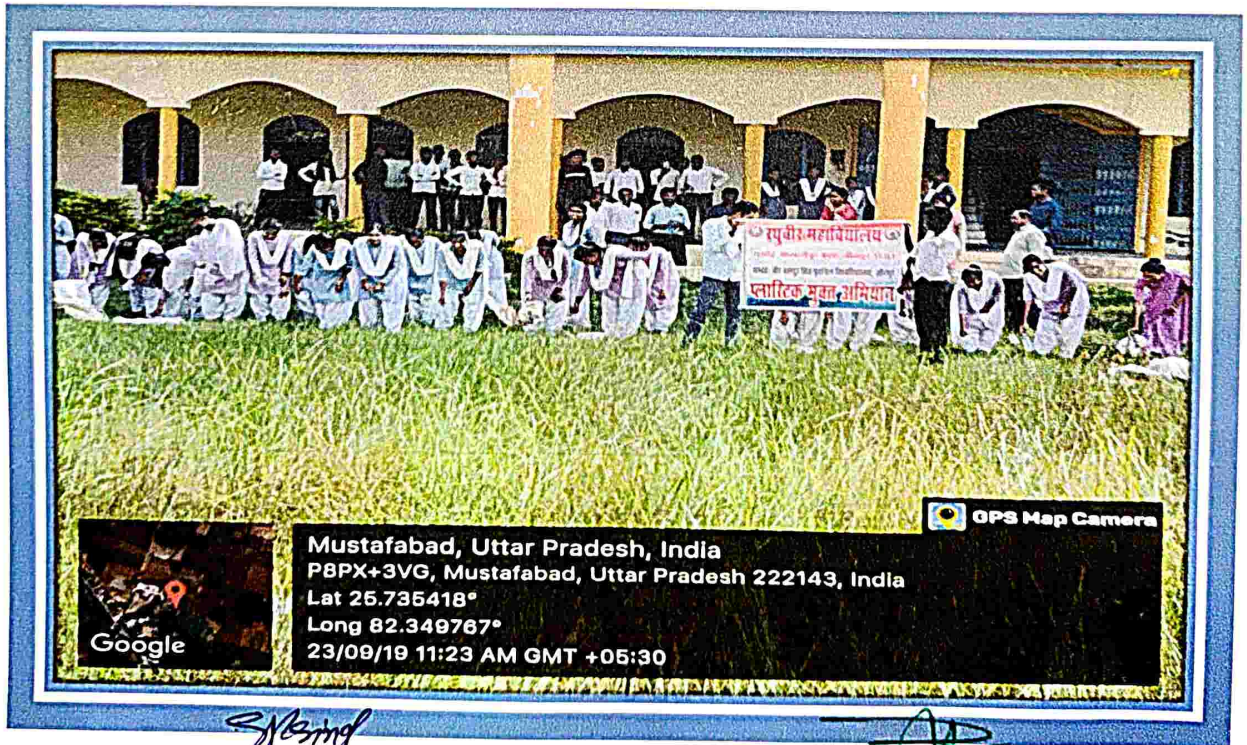 रघुबीर महाविद्यालय
प्लास्टिक मुक्त अभियान
GPS Map Camera
Mustafabad, Uttar Pradesh, India
P8PX+3VG, Mustafabad, Uttar Pradesh 222143, India
Lat 25.735418°
Long 82.349767°
23/09/19 11:23 AM GMT +05:30
Google
SMSingh